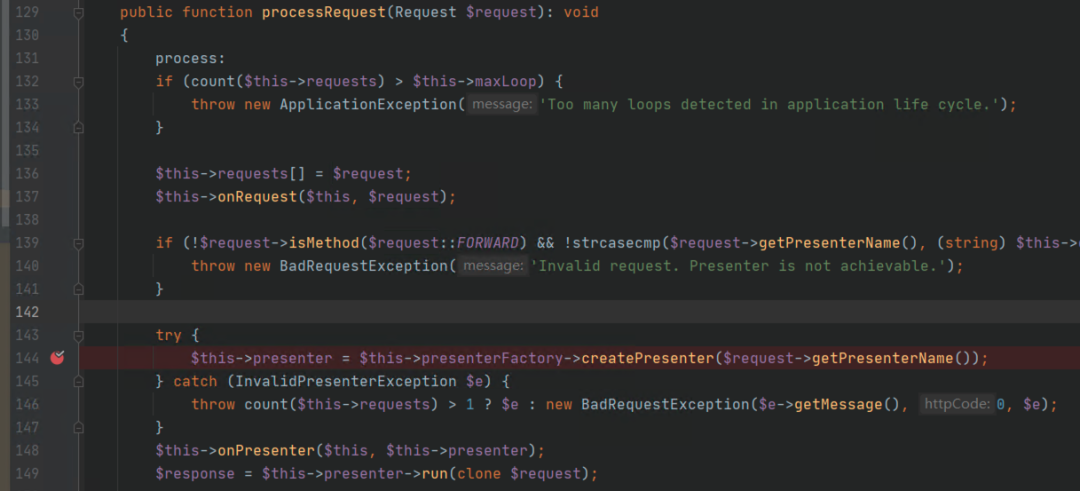 129 public function processRequest(Request $request): void
130 {
131 process:
132 if (count($this->requests) > $this->maxLoop) {
133 throw new ApplicationException( message: 'Too many loops detected in application life cycle.');
134 }
135
136 $this->requests[] = $request;
137 $this->onRequest($this, $request);
138
139 if (!$request->isMethod($request::FORWARD) && !strcasecmp($request->getPresenterName(), (string) $this->
140 throw new BadRequestException( message: 'Invalid request. Presenter is not achievable.');
141 }
142
143 try {
144 $this->presenter = $this->presenterFactory->createPresenter($request->getPresenterName());
145 } catch (InvalidPresenterException $e) {
146 throw count($this->requests) > 1 ? $e : new BadRequestException($e->getMessage(), httpCode: 0, $e);
147 }
148 $this->onPresenter($this, $this->presenter);
149 $response = $this->presenter->run(clone $request);